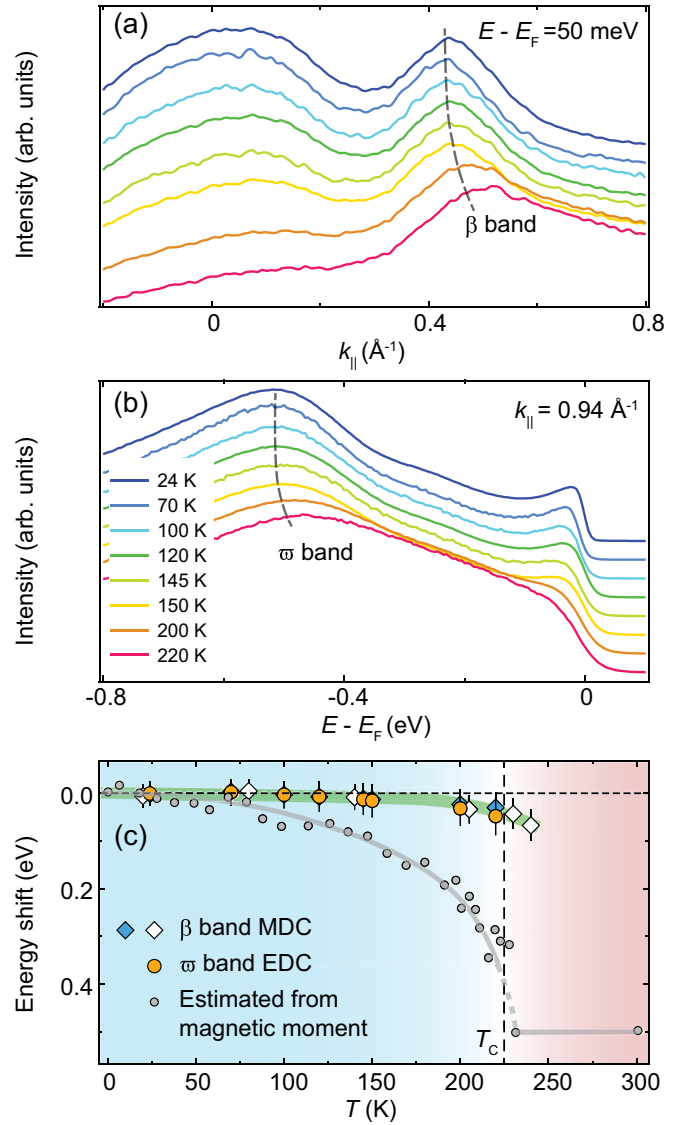 (a)
E - E_F =50 meV
Intensity (arb. units)
β band
0
0.4
0.8
k_|| (Å⁻¹)
(b)
k_|| = 0.94 Å⁻¹
Intensity (arb. units)
24 K
70 K
100 K
120 K
145 K
150 K
200 K
220 K
ϖ band
-0.8
-0.4
0
E - E_F (eV)
0.0
0.2
0.4
Energy shift (eV)
(c)
β band MDC
ϖ band EDC
Estimated from
magnetic moment
T_C
0
50
100
150
200
250
300
T (K)